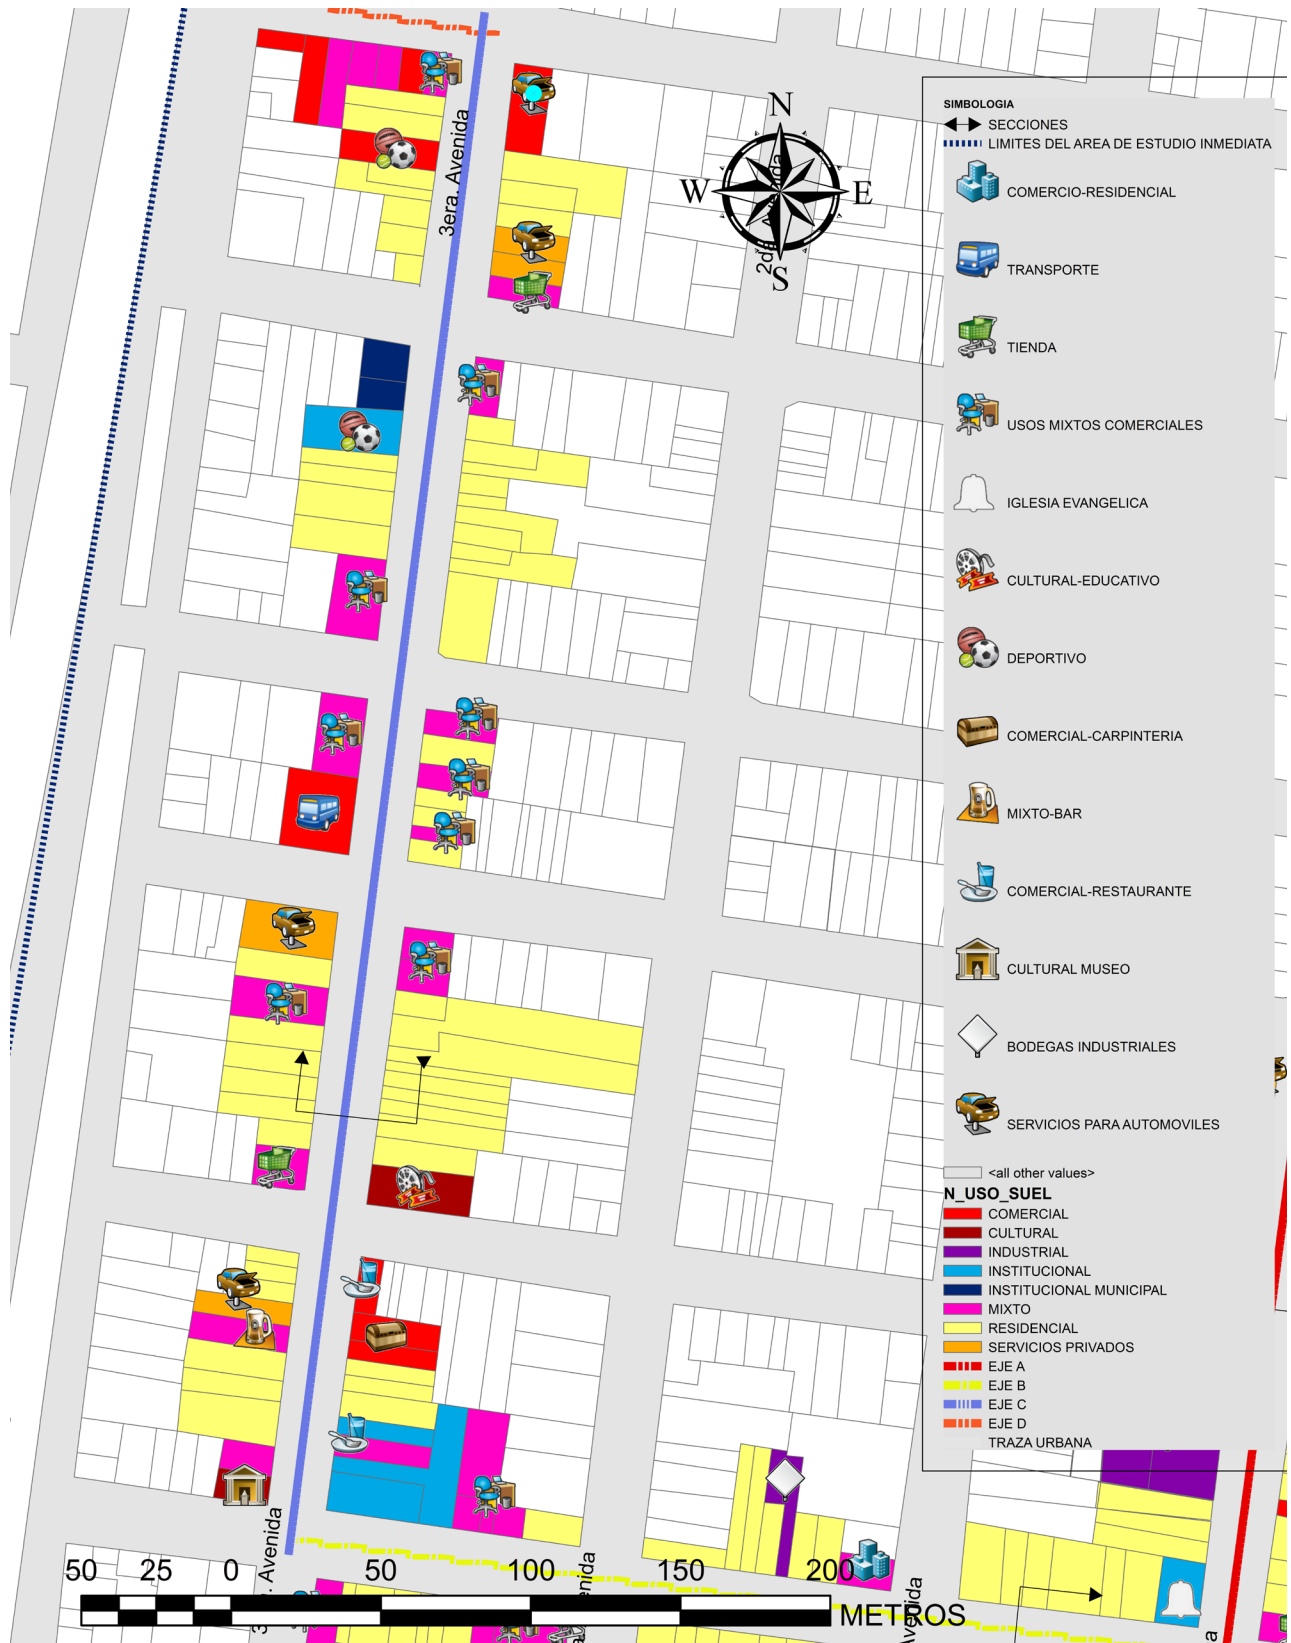 3era. Avenida
N
W
E
S
SIMBOLOGIA
SECCIONES
LIMITES DEL AREA DE ESTUDIO INMEDIATA
COMERCIO-RESIDENCIAL
TRANSPORTE
TIENDA
USOS MIXTOS COMERCIALES
IGLESIA EVANGELICA
CULTURAL-EDUCATIVO
DEPORTIVO
COMERCIAL-CARPINTERIA
MIXTO-BAR
COMERCIAL-RESTAURANTE
CULTURAL MUSEO
BODEGAS INDUSTRIALES
SERVICIOS PARA AUTOMOVILES
<all other values>
N_USO_SUEL
COMERCIAL
CULTURAL
INDUSTRIAL
INSTITUCIONAL
INSTITUCIONAL MUNICIPAL
MIXTO
RESIDENCIAL
SERVICIOS PRIVADOS
EJE A
EJE B
EJE C
EJE D
TRAZA URBANA
Avenida
50 25 0 50 100 150 200
METROS